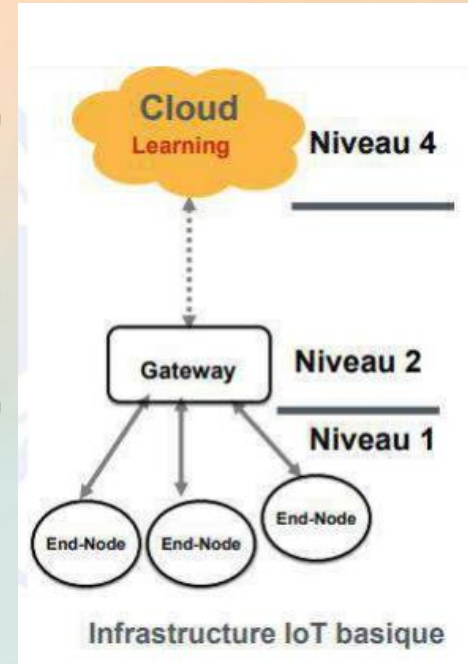 Cloud
Learning
Niveau 4
Gateway
Niveau 2
Niveau 1
End-Node
End-Node
End-Node
Infrastructure IoT basique